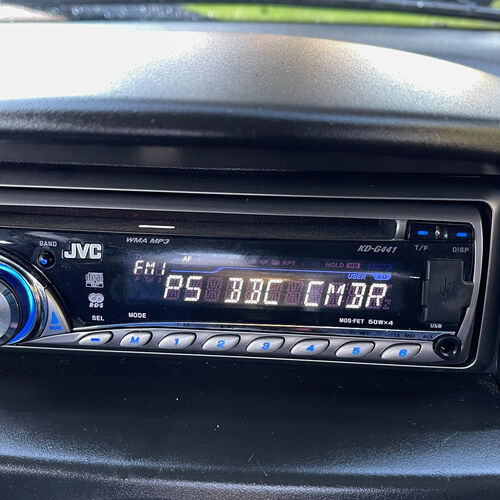 WMA MP3
KD-G441
BAND
JVC
T/P
DISP
AF
RPT
HOLD
USER EQ
FM1
PS BBC CMBR
R·D·S
SEL
MODE
MOS-FET 50W×4
USB
M 1 2 3 4 5 6